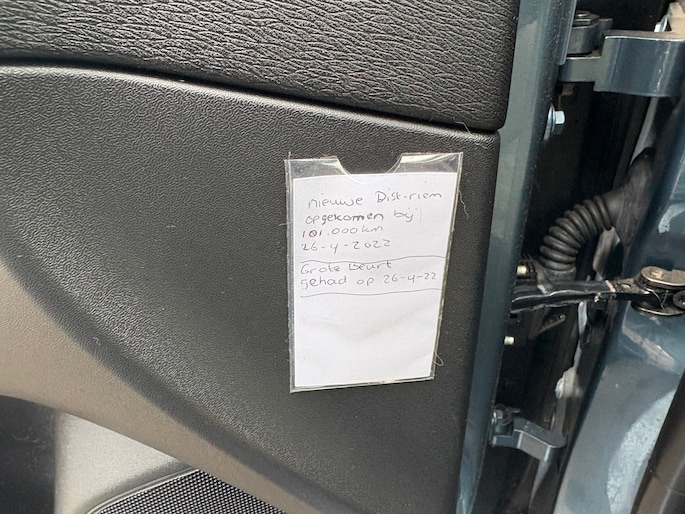 nieuwe Dist-riem
opgekomen bij
101.000 km
26-4-2022
Grote Beurt
gehad op 26-4-22